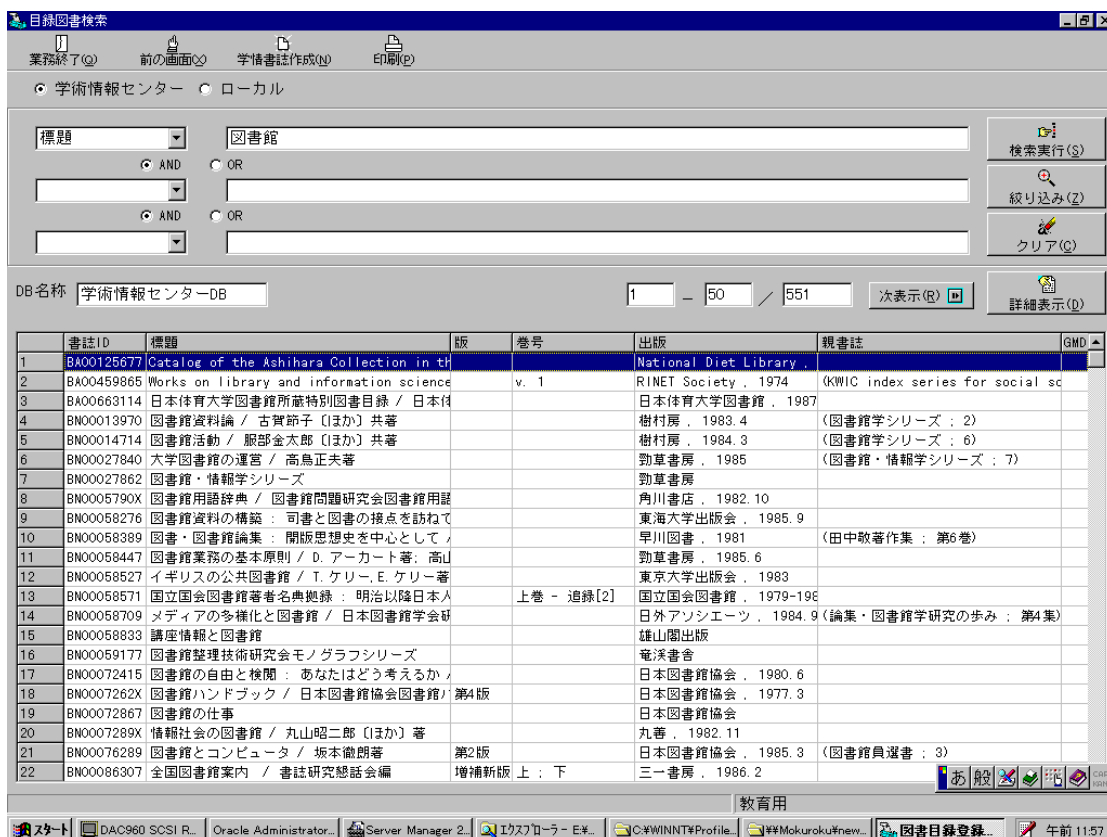 目録図書検索
業務終了(Q) 前の画面(X) 学情書誌作成(N) 印刷(P)
学術情報センター ローカル
標題 図書館 検索実行(S)
AND OR
絞り込み(Z)
AND OR
クリア(C)
DB名称 学術情報センターDB 1 - 50 / 551 次表示(R) 詳細表示(D)
書誌ID 標題 版 巻号 出版 親書誌 GMD
1 BA00125677 Catalog of the Ashihara Collection in th National Diet Library ,
2 BA00459865 Works on library and information science v. 1 RINET Society , 1974 (KWIC index series for social sc
3 BA00663114 日本体育大学図書館所蔵特別図書目録 / 日本体 日本体育大学図書館 , 1987
4 BN00013970 図書館資料論 / 古賀節子〔ほか〕共著 樹村房 , 1983.4 (図書館学シリーズ ; 2)
5 BN00014714 図書館活動 / 服部金太郎〔ほか〕共著 樹村房 , 1984.3 (図書館学シリーズ ; 6)
6 BN00027840 大学図書館の運営 / 高鳥正夫著 勁草書房 , 1985 (図書館・情報学シリーズ ; 7)
7 BN00027862 図書館・情報学シリーズ 勁草書房
8 BN0005790X 図書館用語辞典 / 図書館問題研究会図書館用語 角川書店 , 1982.10
9 BN00058276 図書館資料の構築 : 司書と図書の接点を訪ねて 東海大学出版会 , 1985.9
10 BN00058389 図書・図書館論集 : 開版思想史を中心として / 早川図書 , 1981 (田中敬著作集 ; 第6巻)
11 BN00058447 図書館業務の基本原則 / D. アーカート著; 高山 勁草書房 , 1985.6
12 BN00058527 イギリスの公共図書館 / T. ケリー, E. ケリー著 東京大学出版会 , 1983
13 BN00058571 国立国会図書館著者名典拠録 : 明治以降日本人 上巻 - 追録[2] 国立国会図書館 , 1979-198
14 BN00058709 メディアの多様化と図書館 / 日本図書館学会研 日外アソシエーツ , 1984.9 (論集・図書館学研究の歩み ; 第4集)
15 BN00058833 講座情報と図書館 雄山閣出版
16 BN00059177 図書館整理技術研究会モノグラフシリーズ 竜渓書舎
17 BN00072415 図書館の自由と検閲 : あなたはどう考えるか / 日本図書館協会 , 1980.6
18 BN0007262X 図書館ハンドブック / 日本図書館協会図書館ハ 第4版 日本図書館協会 , 1977.3
19 BN00072867 図書館の仕事 日本図書館協会
20 BN0007289X 情報社会の図書館 / 丸山昭二郎〔ほか〕著 丸善 , 1982.11
21 BN00076289 図書館とコンピュータ / 坂本徹朗著 第2版 日本図書館協会 , 1985.3 (図書館員選書 ; 3)
22 BN00086307 全国図書館案内 / 書誌研究懇話会編 増補新版 上 ; 下 三一書房 , 1986.2
あ 般
教育用
スタート DAC960 SCSI R... Oracle Administrator... Server Manager 2... エクスプローラ - E:¥... C:¥WINNT¥Profile... ¥¥Mokuroku¥new... 図書目録登録... 午前 11:57